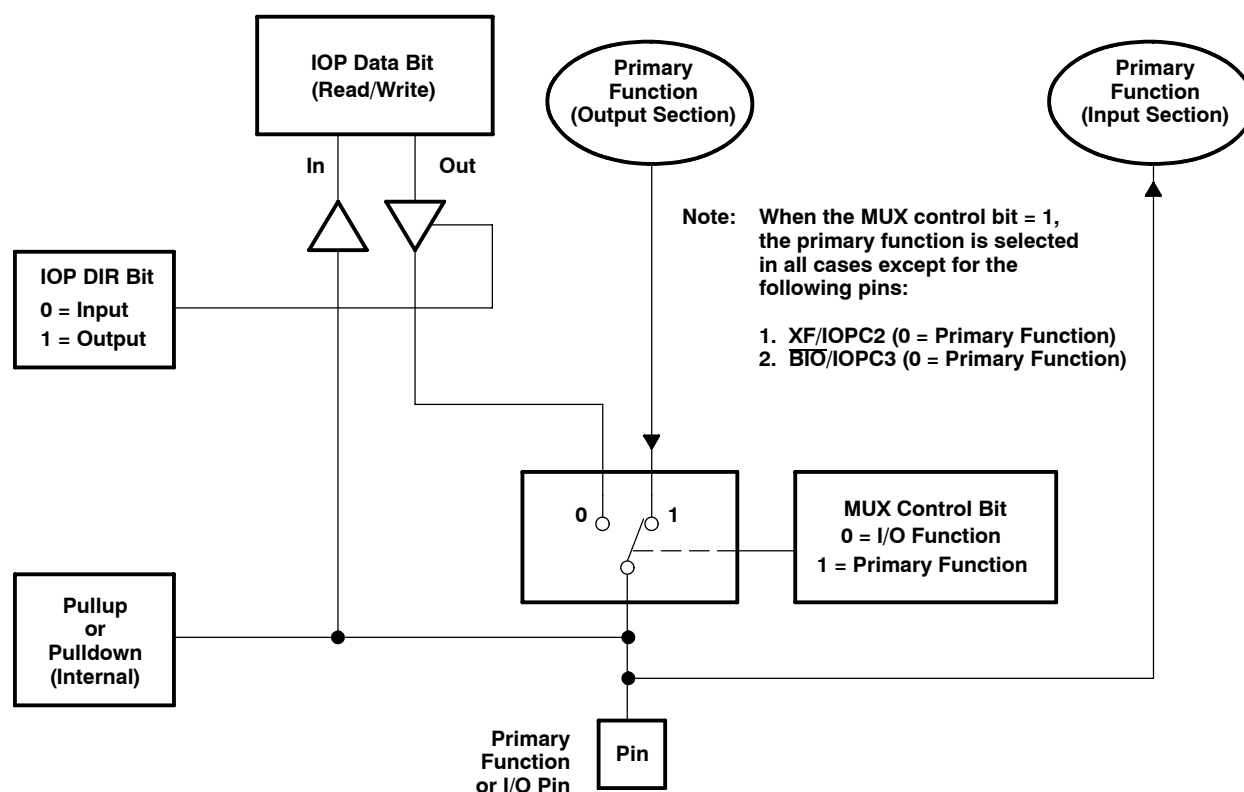 IOP Data Bit
(Read/Write)
Primary
Function
(Output Section)
Primary
Function
(Input Section)
In
Out
Note: When the MUX control bit = 1,
the primary function is selected
in all cases except for the
following pins:
1. XF/IOPC2 (0 = Primary Function)
2. B̅I̅O̅/IOPC3 (0 = Primary Function)
IOP DIR Bit
0 = Input
1 = Output
0
1
MUX Control Bit
0 = I/O Function
1 = Primary Function
Pullup
or
Pulldown
(Internal)
Primary
Function
or I/O Pin
Pin